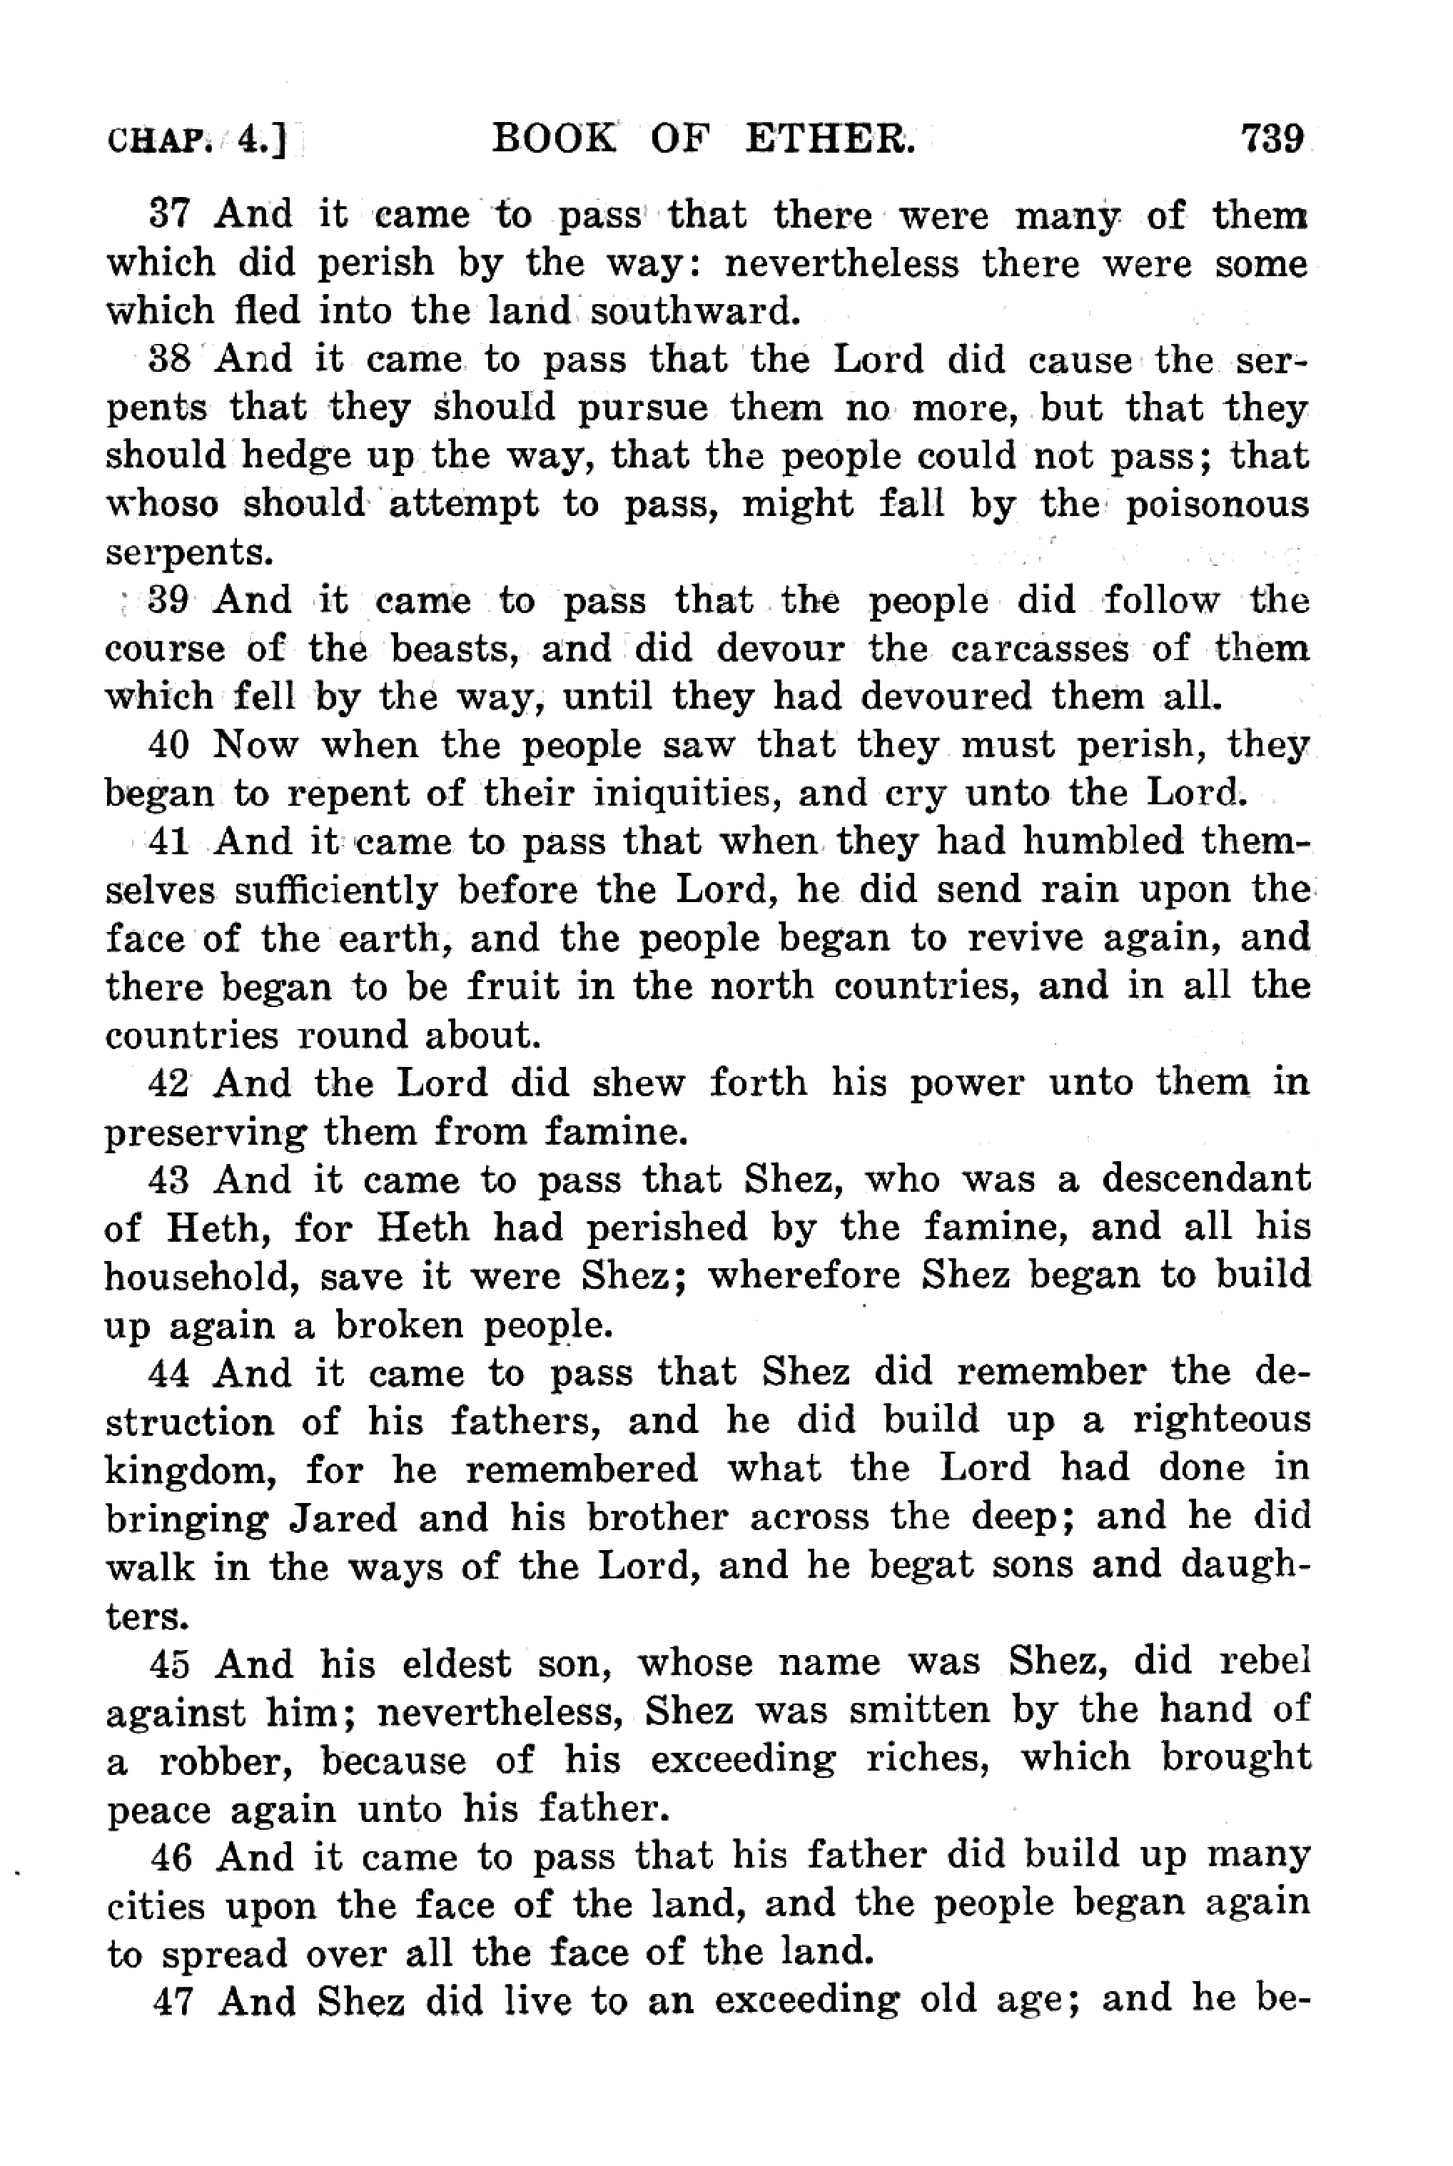 CHAP. 4.] BOOK OF ETHER. 739
37 And it came to pass that there were many of them
which did perish by the way: nevertheless there were some
which fled into the land southward.
38 And it came to pass that the Lord did cause the ser-
pents that they should pursue them no more, but that they
should hedge up the way, that the people could not pass; that
whoso should attempt to pass, might fall by the poisonous
serpents.
39 And it came to pass that the people did follow the
course of the beasts, and did devour the carcasses of them
which fell by the way, until they had devoured them all.
40 Now when the people saw that they must perish, they
began to repent of their iniquities, and cry unto the Lord.
41 And it came to pass that when they had humbled them-
selves sufficiently before the Lord, he did send rain upon the
face of the earth, and the people began to revive again, and
there began to be fruit in the north countries, and in all the
countries round about.
42 And the Lord did shew forth his power unto them in
preserving them from famine.
43 And it came to pass that Shez, who was a descendant
of Heth, for Heth had perished by the famine, and all his
household, save it were Shez; wherefore Shez began to build
up again a broken people.
44 And it came to pass that Shez did remember the de-
struction of his fathers, and he did build up a righteous
kingdom, for he remembered what the Lord had done in
bringing Jared and his brother across the deep; and he did
walk in the ways of the Lord, and he begat sons and daugh-
ters.
45 And his eldest son, whose name was Shez, did rebel
against him; nevertheless, Shez was smitten by the hand of
a robber, because of his exceeding riches, which brought
peace again unto his father.
46 And it came to pass that his father did build up many
cities upon the face of the land, and the people began again
to spread over all the face of the land.
47 And Shez did live to an exceeding old age; and he be-